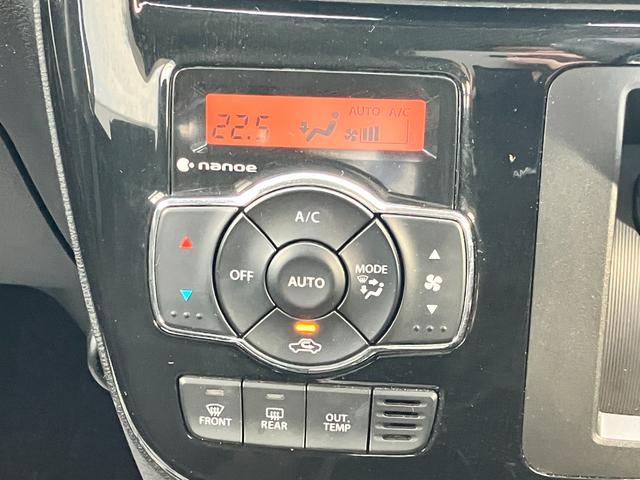 AUTO A/C
22.5
nanoe
A/C
OFF
AUTO
MODE
FRONT
REAR
OUT.
TEMP